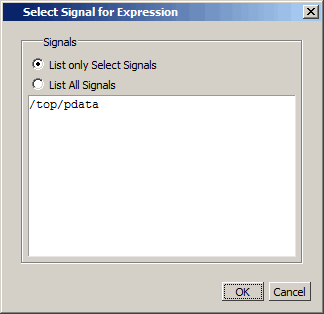 Select Signal for Expression
Signals
List only Select Signals
List All Signals
/top/pdata
OK
Cancel